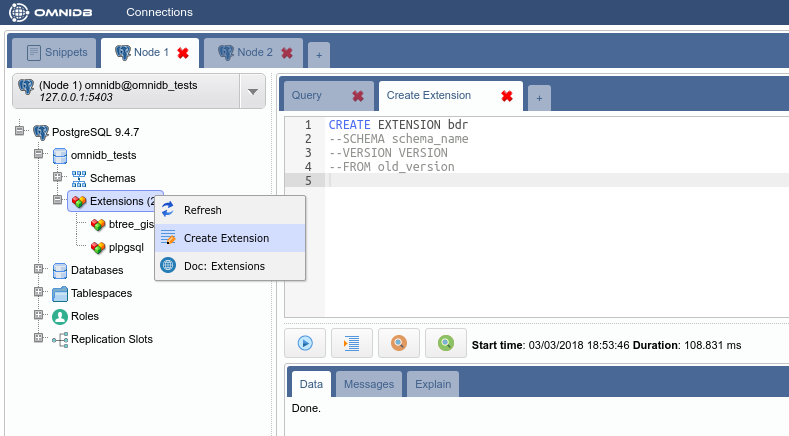 OMNIDB Connections
Snippets Node 1 Node 2 +
(Node 1) omnidb@omnidb_tests
127.0.0.1:5403
PostgreSQL 9.4.7
omnidb_tests
Schemas
Extensions (2
btree_gis
plpgsql
Databases
Tablespaces
Roles
Replication Slots
Refresh
Create Extension
Doc: Extensions
Query Create Extension +
1 CREATE EXTENSION bdr
2 --SCHEMA schema_name
3 --VERSION VERSION
4 --FROM old_version
5
Start time: 03/03/2018 18:53:46 Duration: 108.831 ms
Data Messages Explain
Done.